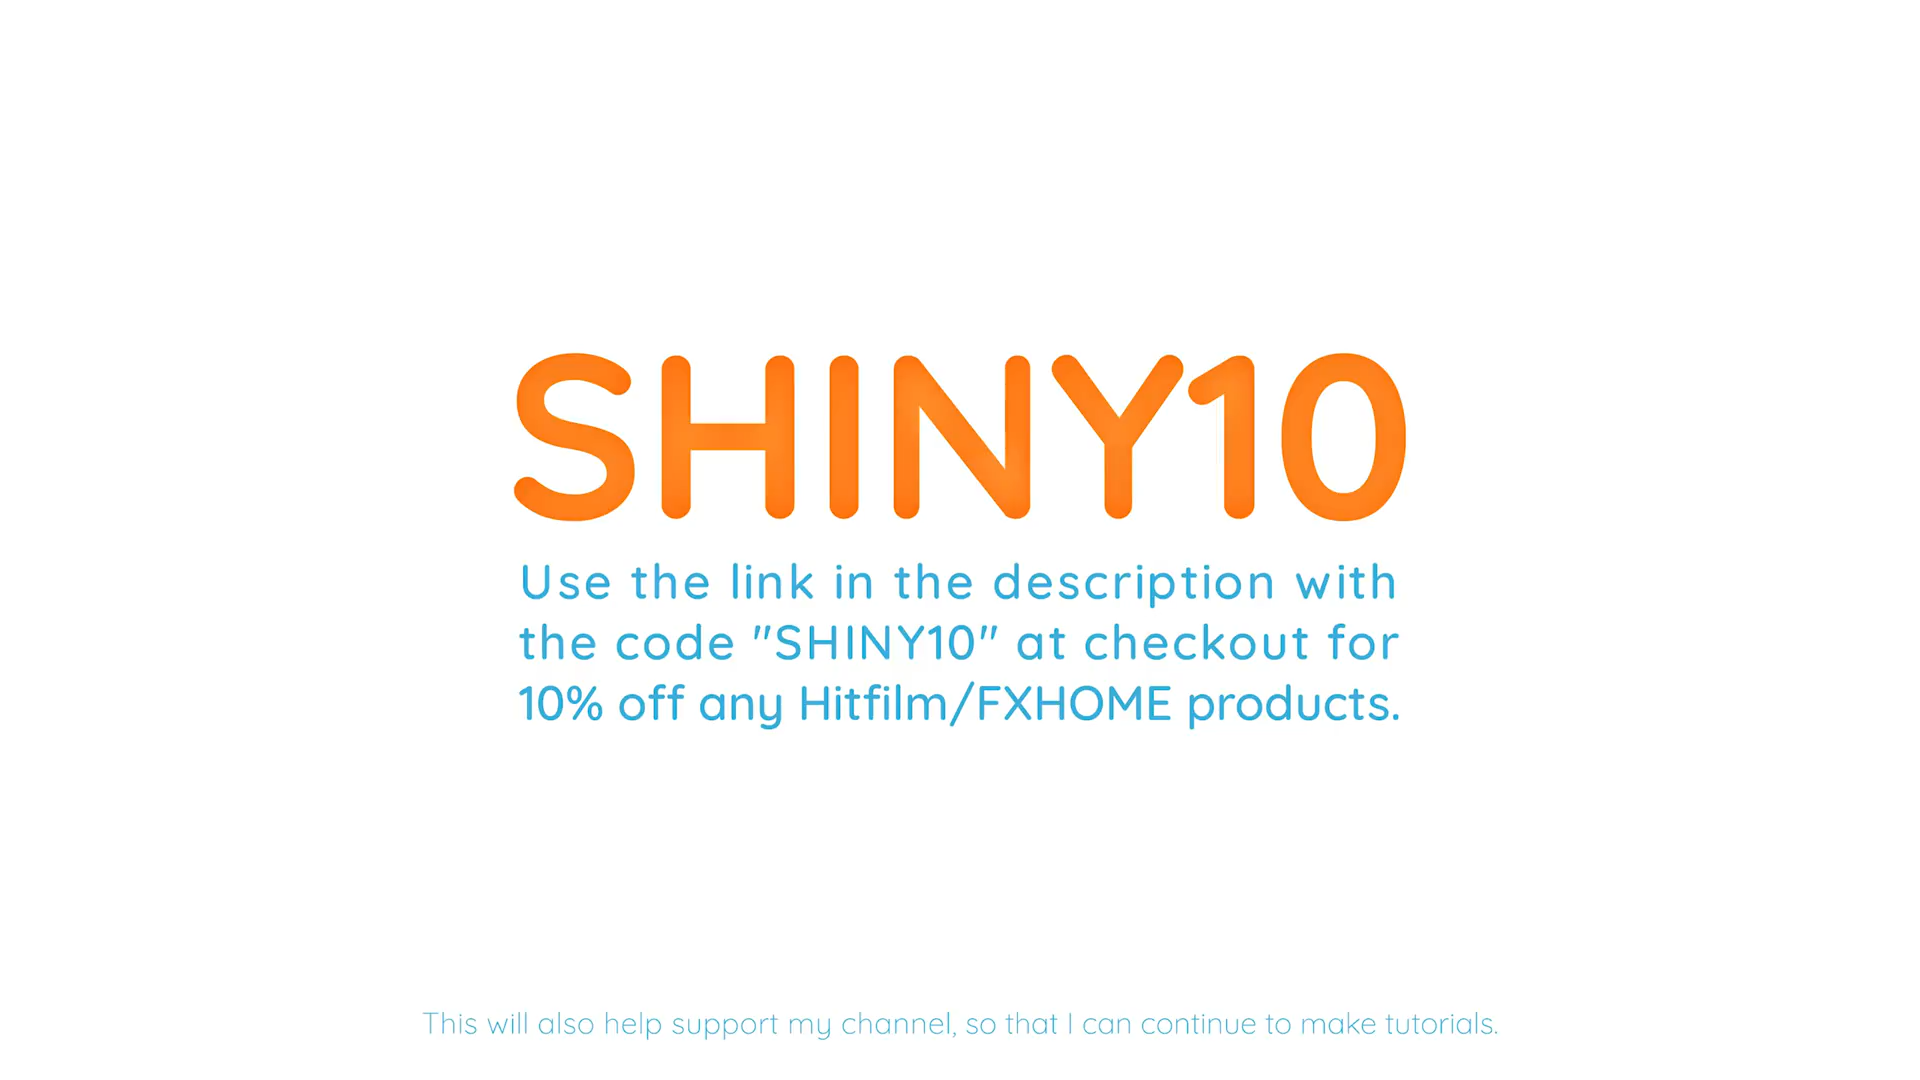 SHINY10
Use the link in the description with
the code "SHINY10" at checkout for
10% off any Hitfilm/FXHOME products.
This will also help support my channel, so that I can continue to make tutorials.